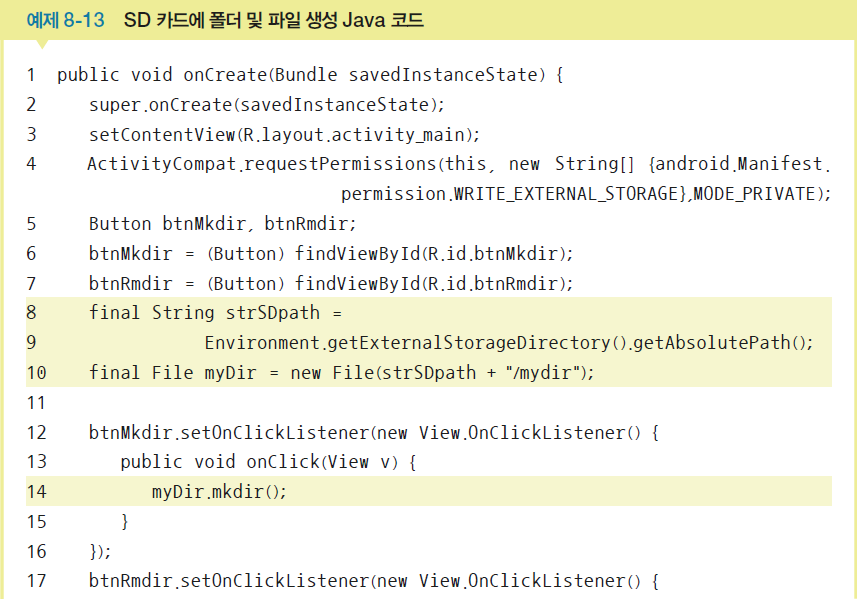 예제 8-13 SD 카드에 폴더 및 파일 생성 Java 코드
1 public void onCreate(Bundle savedInstanceState) {
2 super.onCreate(savedInstanceState);
3 setContentView(R.layout.activity_main);
4 ActivityCompat.requestPermissions(this, new String[] {android.Manifest.
permission.WRITE_EXTERNAL_STORAGE},MODE_PRIVATE);
5 Button btnMkdir, btnRmdir;
6 btnMkdir = (Button) findViewById(R.id.btnMkdir);
7 btnRmdir = (Button) findViewById(R.id.btnRmdir);
8 final String strSDpath =
9 Environment.getExternalStorageDirectory().getAbsolutePath();
10 final File myDir = new File(strSDpath + "/mydir");
11
12 btnMkdir.setOnClickListener(new View.OnClickListener() {
13 public void onClick(View v) {
14 myDir.mkdir();
15 }
16 });
17 btnRmdir.setOnClickListener(new View.OnClickListener() {